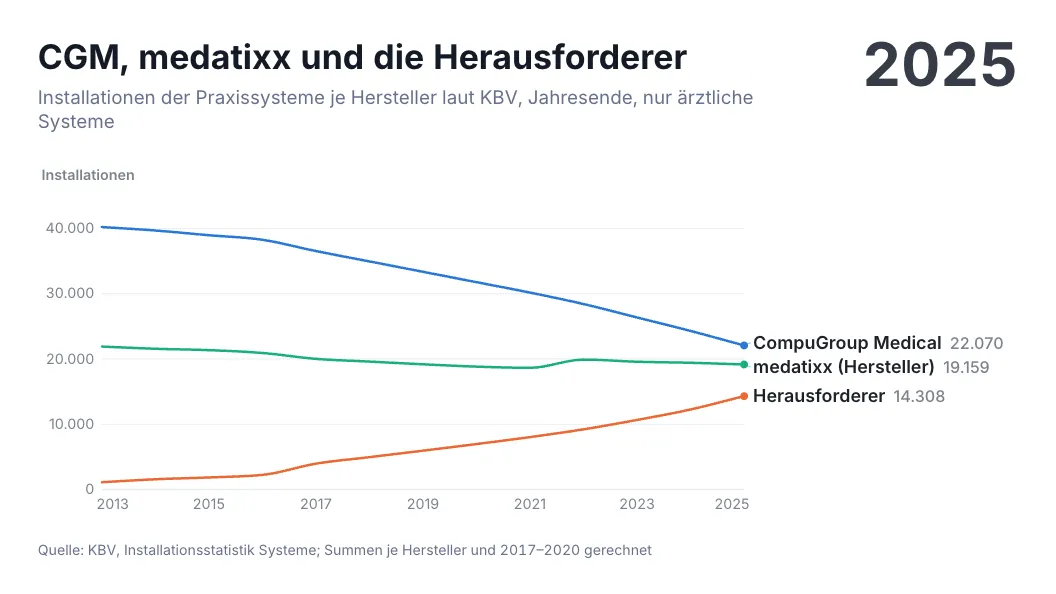 CGM, medatixx und die Herausforderer
2025
Installationen der Praxissysteme je Hersteller laut KBV, Jahresende, nur ärztliche
Systeme
Installationen
40.000
30.000
20.000
10.000
0
CompuGroup Medical 22.070
medatixx (Hersteller) 19.159
Herausforderer 14.308
2013 2015 2017 2019 2021 2023 2025
Quelle: KBV, Installationsstatistik Systeme; Summen je Hersteller und 2017–2020 gerechnet